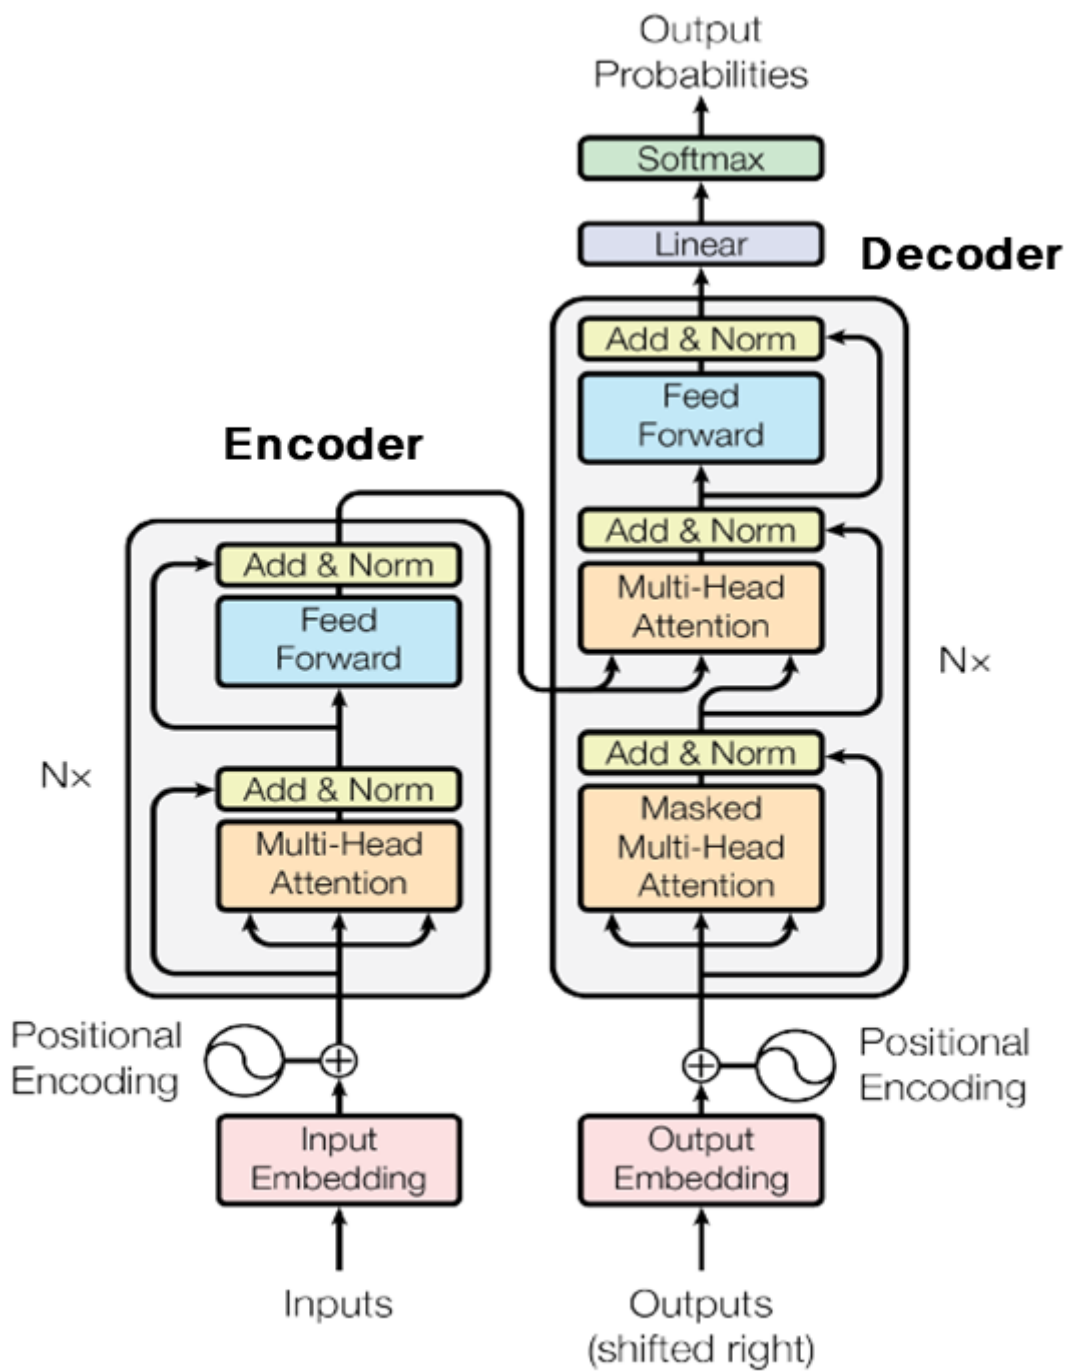 Output
Probabilities
Softmax
Linear
Decoder
Add & Norm
Feed
Forward
Add & Norm
Multi-Head
Attention
Nx
Add & Norm
Masked
Multi-Head
Attention
Encoder
Add & Norm
Feed
Forward
Nx
Add & Norm
Multi-Head
Attention
Positional
Encoding
Positional
Encoding
Input
Embedding
Output
Embedding
Inputs
Outputs
(shifted right)